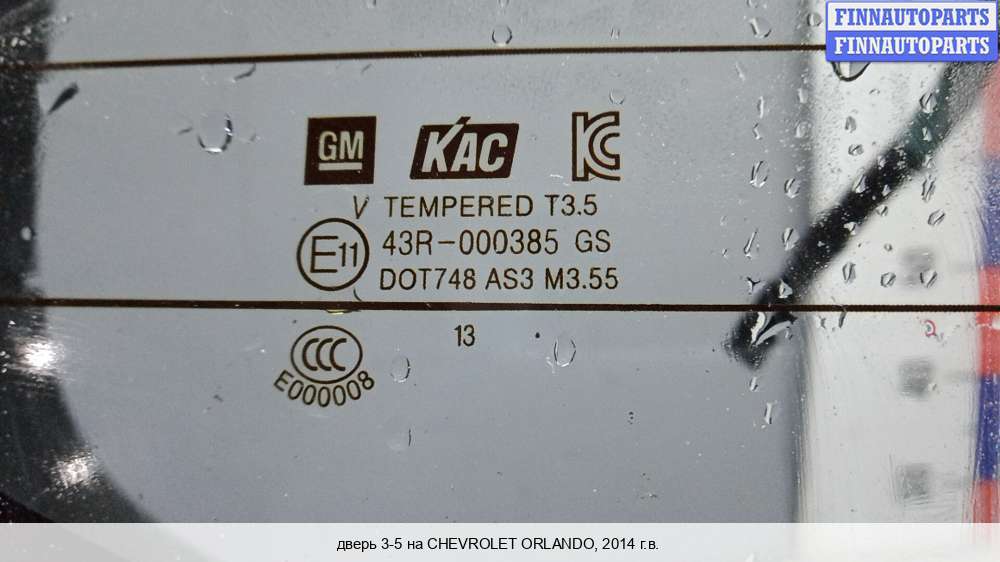 FINNAUTOPARTS
FINNAUTOPARTS
GM KAC KC
V TEMPERED T3.5
E11 43R-000385 GS
DOT748 AS3 M3.55
13
CCC
E000008
дверь 3-5 на CHEVROLET ORLANDO, 2014 г.в.